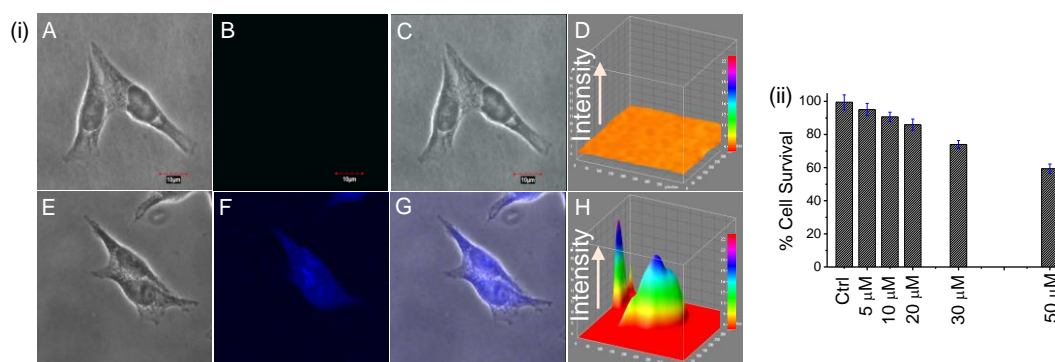 (i)
A
B
C
D
10µm
10µm
10µm
Intensity
E
F
G
H
Intensity
(ii)
% Cell Survival
100
80
60
40
20
0
Ctrl
5 µM
10 µM
20 µM
30 µM
50 µM